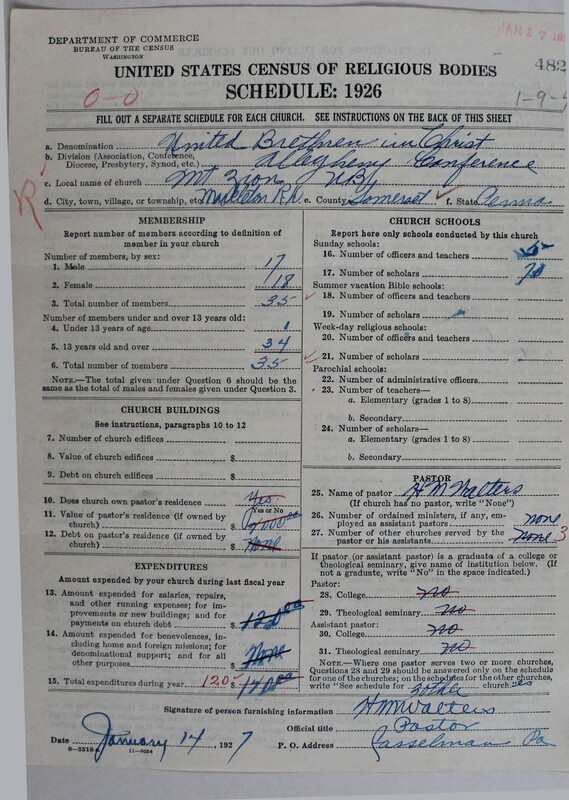 DEPARTMENT OF COMMERCE
BUREAU OF THE CENSUS
WASHINGTON
JAN 17
482
UNITED STATES CENSUS OF RELIGIOUS BODIES
SCHEDULE: 1926
0-0
1-9-
FILL OUT A SEPARATE SCHEDULE FOR EACH CHURCH. SEE INSTRUCTIONS ON THE BACK OF THIS SHEET
a. Denomination United Brethren in Christ
b. Division (Association, Conference, Diocese, Presbytery, Synod, etc.) Allegheny Conference
c. Local name of church Mt Zion U B
R
d. City, town, village, or township, etc. R D e. County Somerset ✓ f. State Penna
MEMBERSHIP
Report number of members according to definition of
member in your church
Number of members, by sex:
1. Male 17
2. Female 18
3. Total number of members 35
Number of members under and over 13 years old:
4. Under 13 years of age 1
5. 13 years old and over 34
6. Total number of members 35
NOTE.—The total given under Question 6 should be the
same as the total of males and females given under Question 3.
CHURCH BUILDINGS
See instructions, paragraphs 10 to 12
7. Number of church edifices
8. Value of church edifices $
9. Debt on church edifices $
10. Does church own pastor's residence Yes
Yes or No
11. Value of pastor's residence (if owned by
church) $
12. Debt on pastor's residence (if owned by
church) $ None
EXPENDITURES
Amount expended by your church during last fiscal year
13. Amount expended for salaries, repairs,
and other running expenses; for im-
provements or new buildings; and for
payments on church debt $ 120
14. Amount expended for benevolences, in-
cluding home and foreign missions; for
denominational support; and for all
other purposes $ None
15. Total expenditures during year 120 $
CHURCH SCHOOLS
Report here only schools conducted by this church
Sunday schools:
16. Number of officers and teachers 5
17. Number of scholars
Summer vacation Bible schools:
18. Number of officers and teachers
19. Number of scholars
Week-day religious schools:
20. Number of officers and teachers
21. Number of scholars
Parochial schools:
22. Number of administrative officers
23. Number of teachers—
a. Elementary (grades 1 to 8)
b. Secondary
24. Number of scholars—
a. Elementary (grades 1 to 8)
b. Secondary
PASTOR
25. Name of pastor H M Walters
(If church has no pastor, write "None")
26. Number of ordained ministers, if any, em-
ployed as assistant pastors none
27. Number of other churches served by the
pastor or his assistants none 3
If pastor (or assistant pastor) is a graduate of a college or
theological seminary, give name of institution below. (If
not a graduate, write "No" in the space indicated.)
Pastor:
28. College no
29. Theological seminary no
Assistant pastor:
30. College no
31. Theological seminary no
NOTE.—Where one pastor serves two or more churches,
Questions 28 and 29 should be answered only on the schedule
for one of the churches; on the schedules for the other churches,
write "See schedule for 3 other churches
Signature of person furnishing information H M Walters
Official title Pastor
Date January 14, 1927 P. O. Address Casselman Pa
8-5518 11-9064